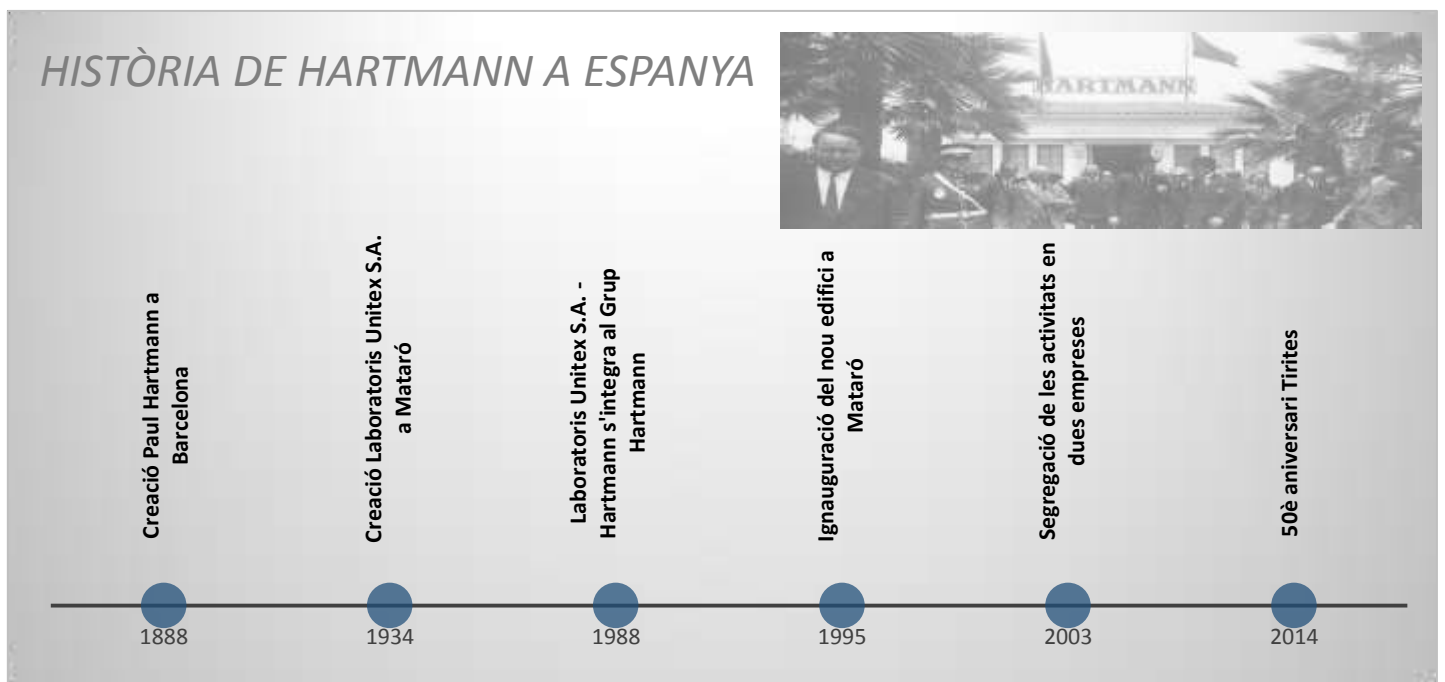 HISTÒRIA DE HARTMANN A ESPANYA
HARTMANN
Creació Paul Hartmann a
Barcelona
Creació Laboratoris Unitex S.A.
a Mataró
Laboratoris Unitex S.A. -
Hartmann s'integra al Grup
Hartmann
Ignauguració del nou edifici a
Mataró
Segregació de les activitats en
dues empreses
50è aniversari Tirites
1888
1934
1988
1995
2003
2014